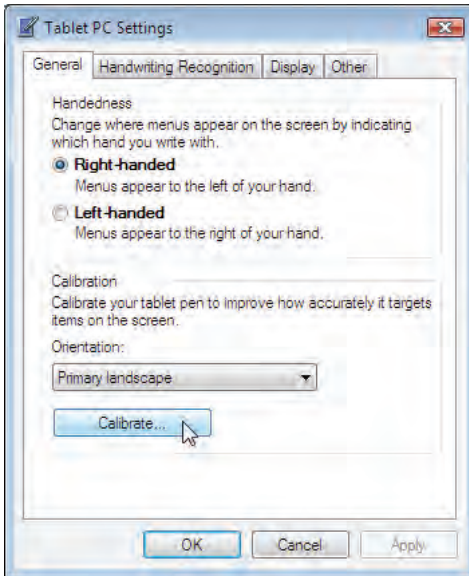 Tablet PC Settings
General Handwriting Recognition Display Other
Handedness
Change where menus appear on the screen by indicating
which hand you write with.
Right-handed
Menus appear to the left of your hand.
Left-handed
Menus appear to the right of your hand.
Calibration
Calibrate your tablet pen to improve how accurately it targets
items on the screen.
Orientation:
Primary landscape
Calibrate...
OK Cancel Apply